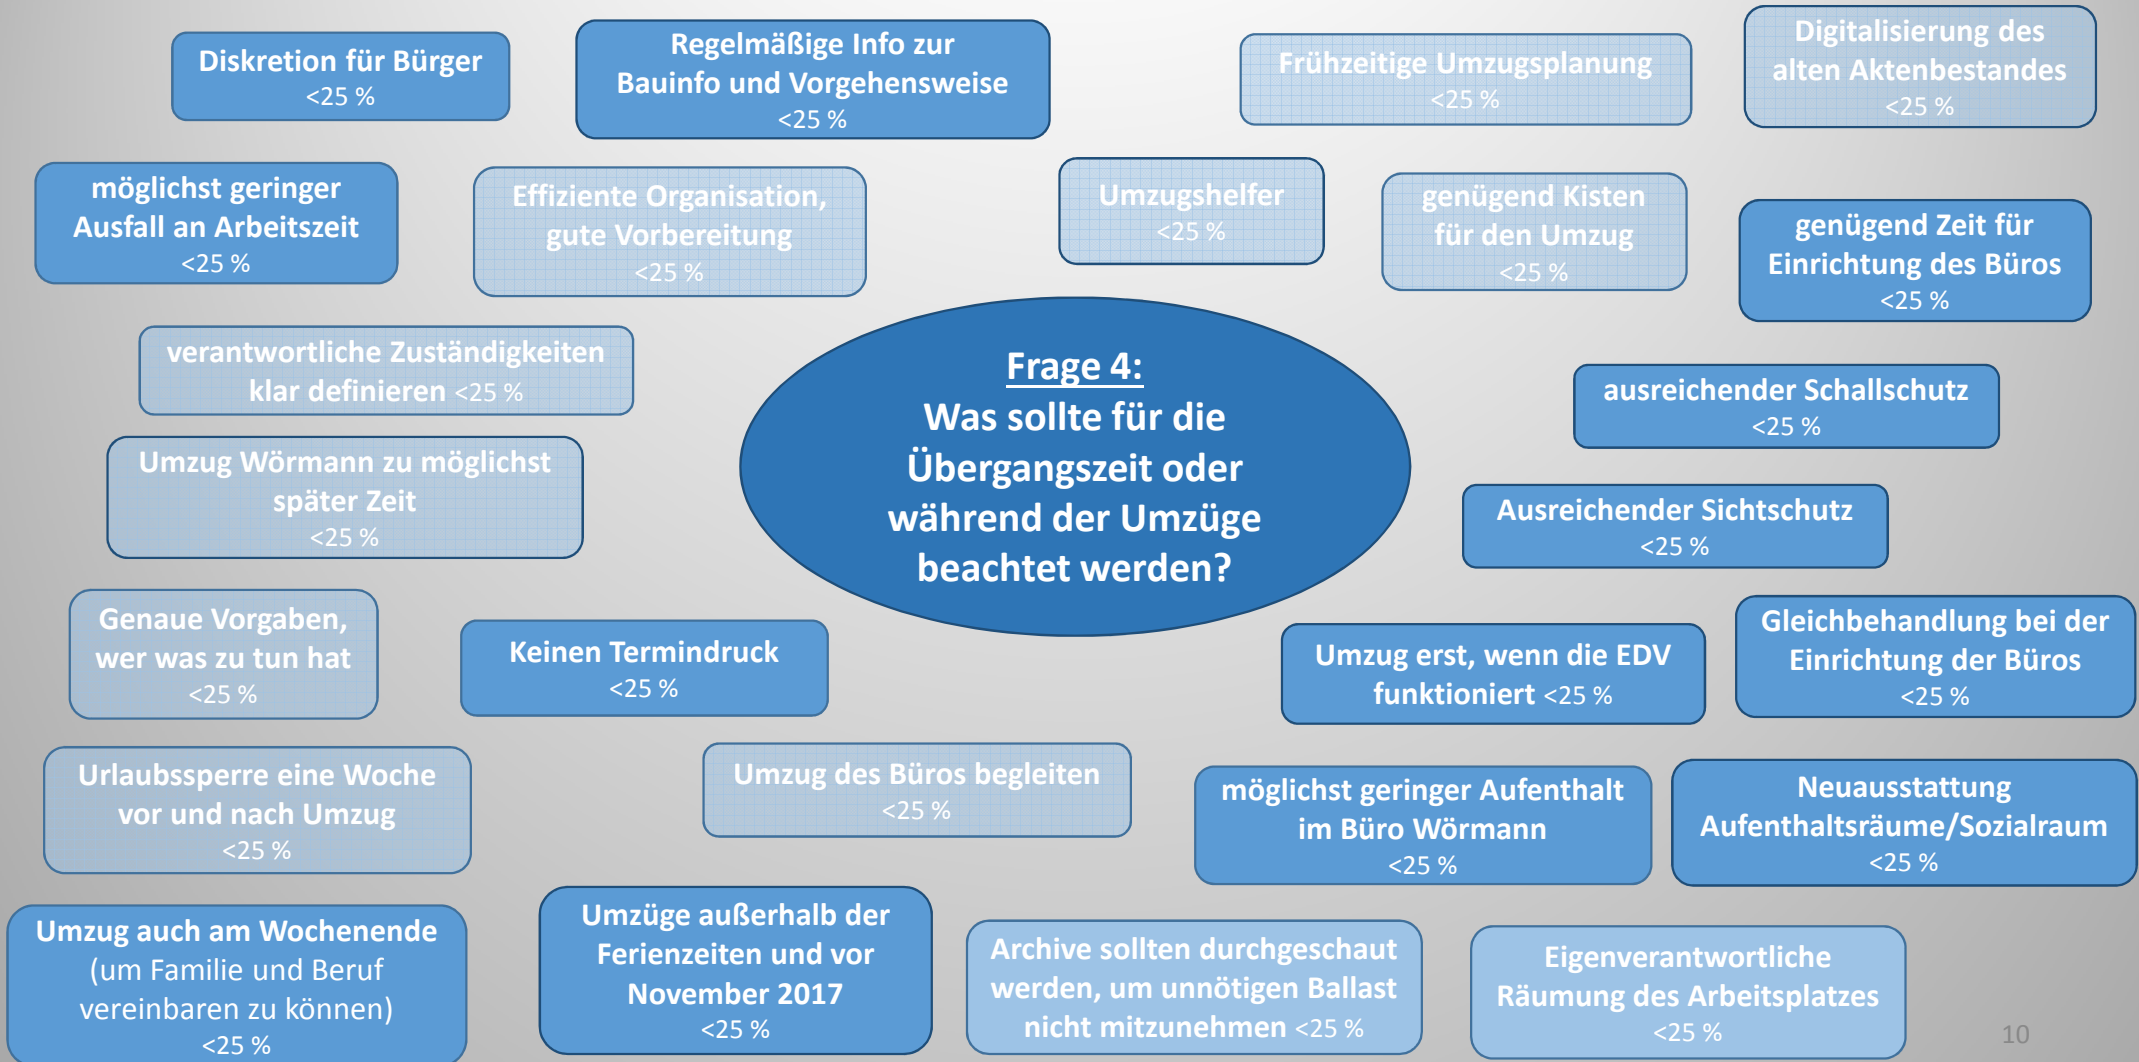 Diskretion für Bürger
<25 %
Regelmäßige Info zur
Bauinfo und Vorgehensweise
<25 %
Frühzeitige Umzugsplanung
<25 %
Digitalisierung des
alten Aktenbestandes
<25 %
möglichst geringer
Ausfall an Arbeitszeit
<25 %
Effiziente Organisation,
gute Vorbereitung
<25 %
Umzugshelfer
<25 %
genügend Kisten
für den Umzug
<25 %
genügend Zeit für
Einrichtung des Büros
<25 %
verantwortliche Zuständigkeiten
klar definieren <25 %
Frage 4:
Was sollte für die
Übergangszeit oder
während der Umzüge
beachtet werden?
ausreichender Schallschutz
<25 %
Umzug Wörmann zu möglichst
später Zeit
<25 %
Ausreichender Sichtschutz
<25 %
Genaue Vorgaben,
wer was zu tun hat
<25 %
Keinen Termindruck
<25 %
Umzug erst, wenn die EDV
funktioniert <25 %
Gleichbehandlung bei der
Einrichtung der Büros
<25 %
Urlaubssperre eine Woche
vor und nach Umzug
<25 %
Umzug des Büros begleiten
<25 %
möglichst geringer Aufenthalt
im Büro Wörmann
<25 %
Neuausstattung
Aufenthaltsräume/Sozialraum
<25 %
Umzug auch am Wochenende
(um Familie und Beruf
vereinbaren zu können)
<25 %
Umzüge außerhalb der
Ferienzeiten und vor
November 2017
<25 %
Archive sollten durchgeschaut
werden, um unnötigen Ballast
nicht mitzunehmen <25 %
Eigenverantwortliche
Räumung des Arbeitsplatzes
<25 %
10